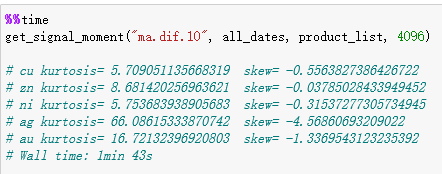 %%time
get_signal_moment("ma.dif.10", all_dates, product_list, 4096)
# cu kurtosis= 5.709051135668319 skew= -0.5563827386426722
# zn kurtosis= 8.681420256963621 skew= -0.03785028433949452
# ni kurtosis= 5.753683938905683 skew= -0.31537277305734945
# ag kurtosis= 66.08615333870742 skew= -4.56860693209022
# au kurtosis= 16.72132396920803 skew= -1.3369543123235392
# Wall time: 1min 43s